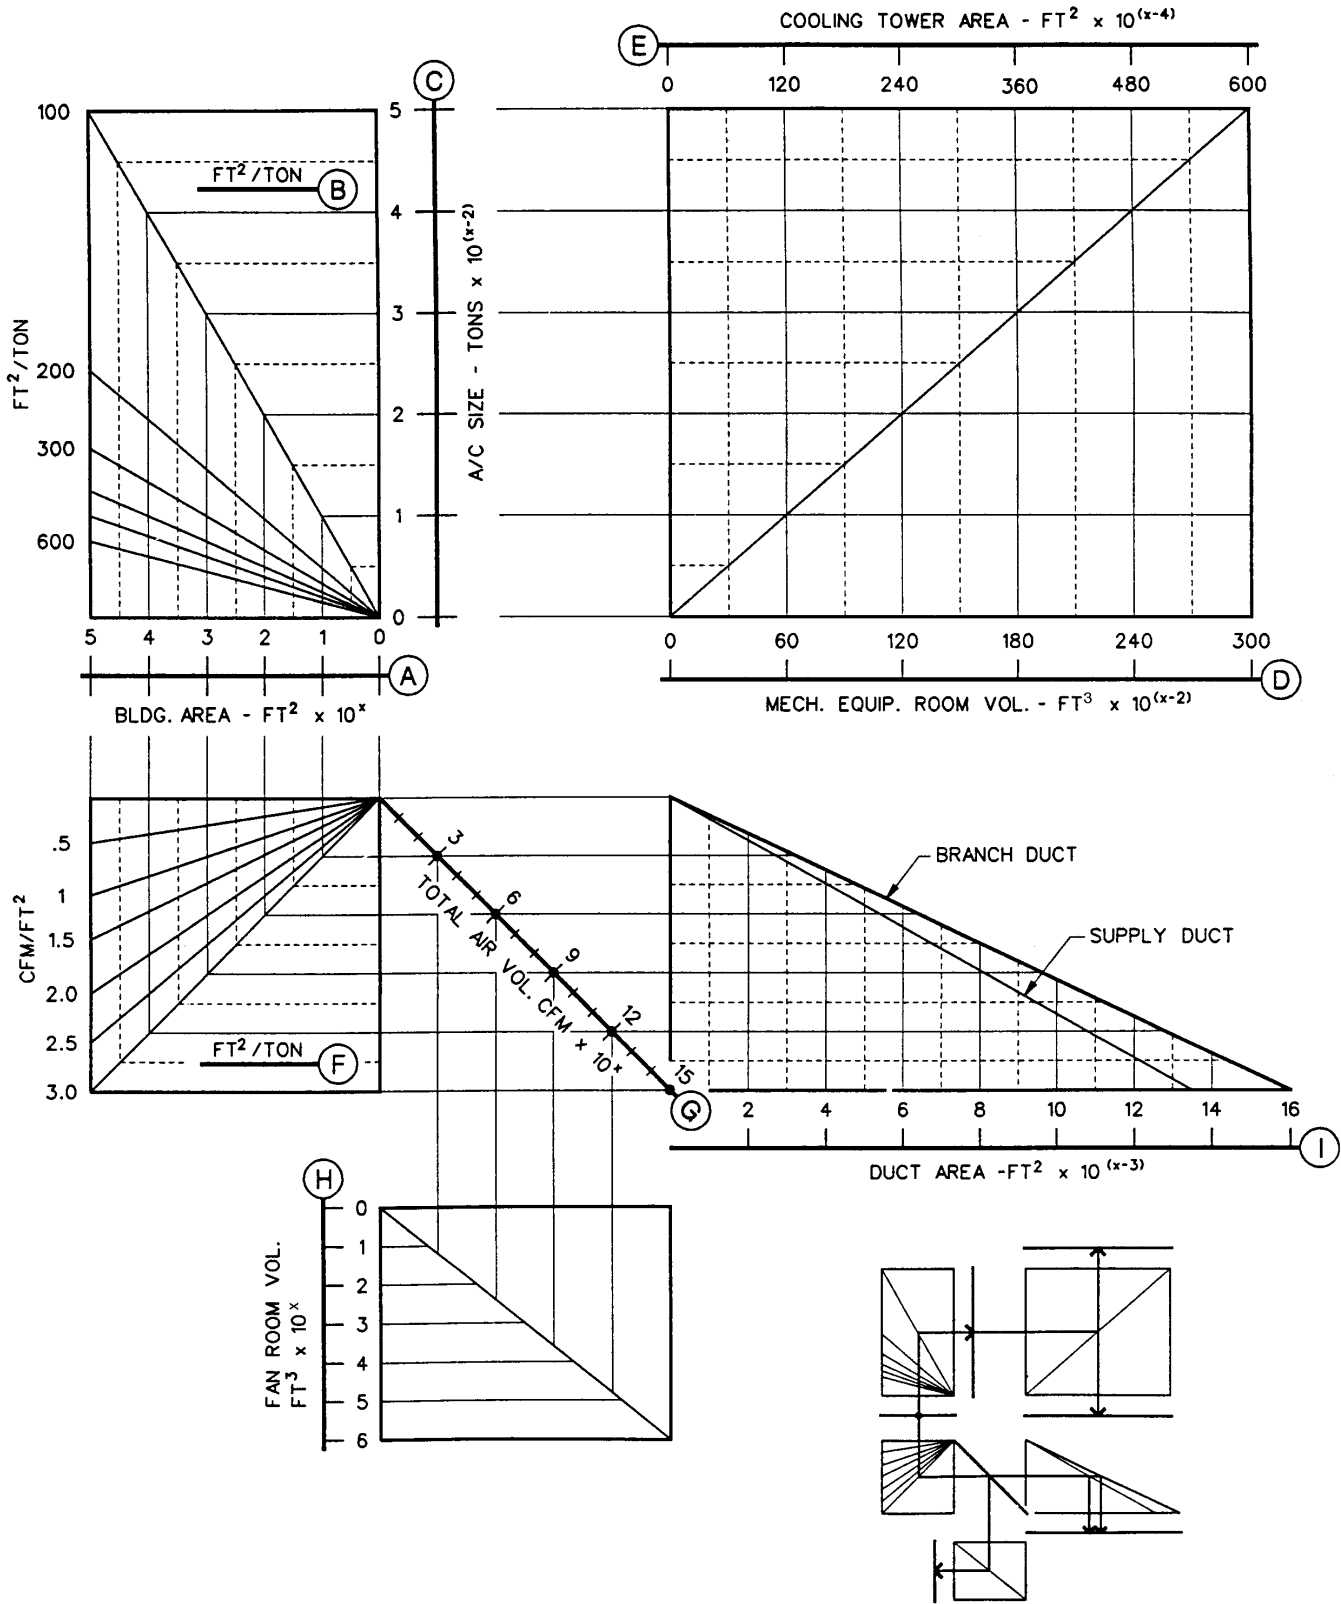 COOLING TOWER AREA - FT² x 10⁽ˣ⁻⁴⁾
E
0 120 240 360 480 600
C
100
5
FT²/TON
B
4
3
2
1
0
A/C SIZE - TONS x 10⁽ˣ⁻²⁾
FT²/TON
200
300
600
5 4 3 2 1 0
A
BLDG. AREA - FT² x 10ˣ
0 60 120 180 240 300
D
MECH. EQUIP. ROOM VOL. - FT³ x 10⁽ˣ⁻²⁾
CFM/FT²
.5
1
1.5
2.0
2.5
3.0
FT²/TON
F
3
6
9
12
15
TOTAL AIR VOL. CFM x 10ˣ
G
BRANCH DUCT
SUPPLY DUCT
2 4 6 8 10 12 14 16
I
DUCT AREA -FT² x 10⁽ˣ⁻³⁾
H
FAN ROOM VOL.
FT³ x 10ˣ
0
1
2
3
4
5
6